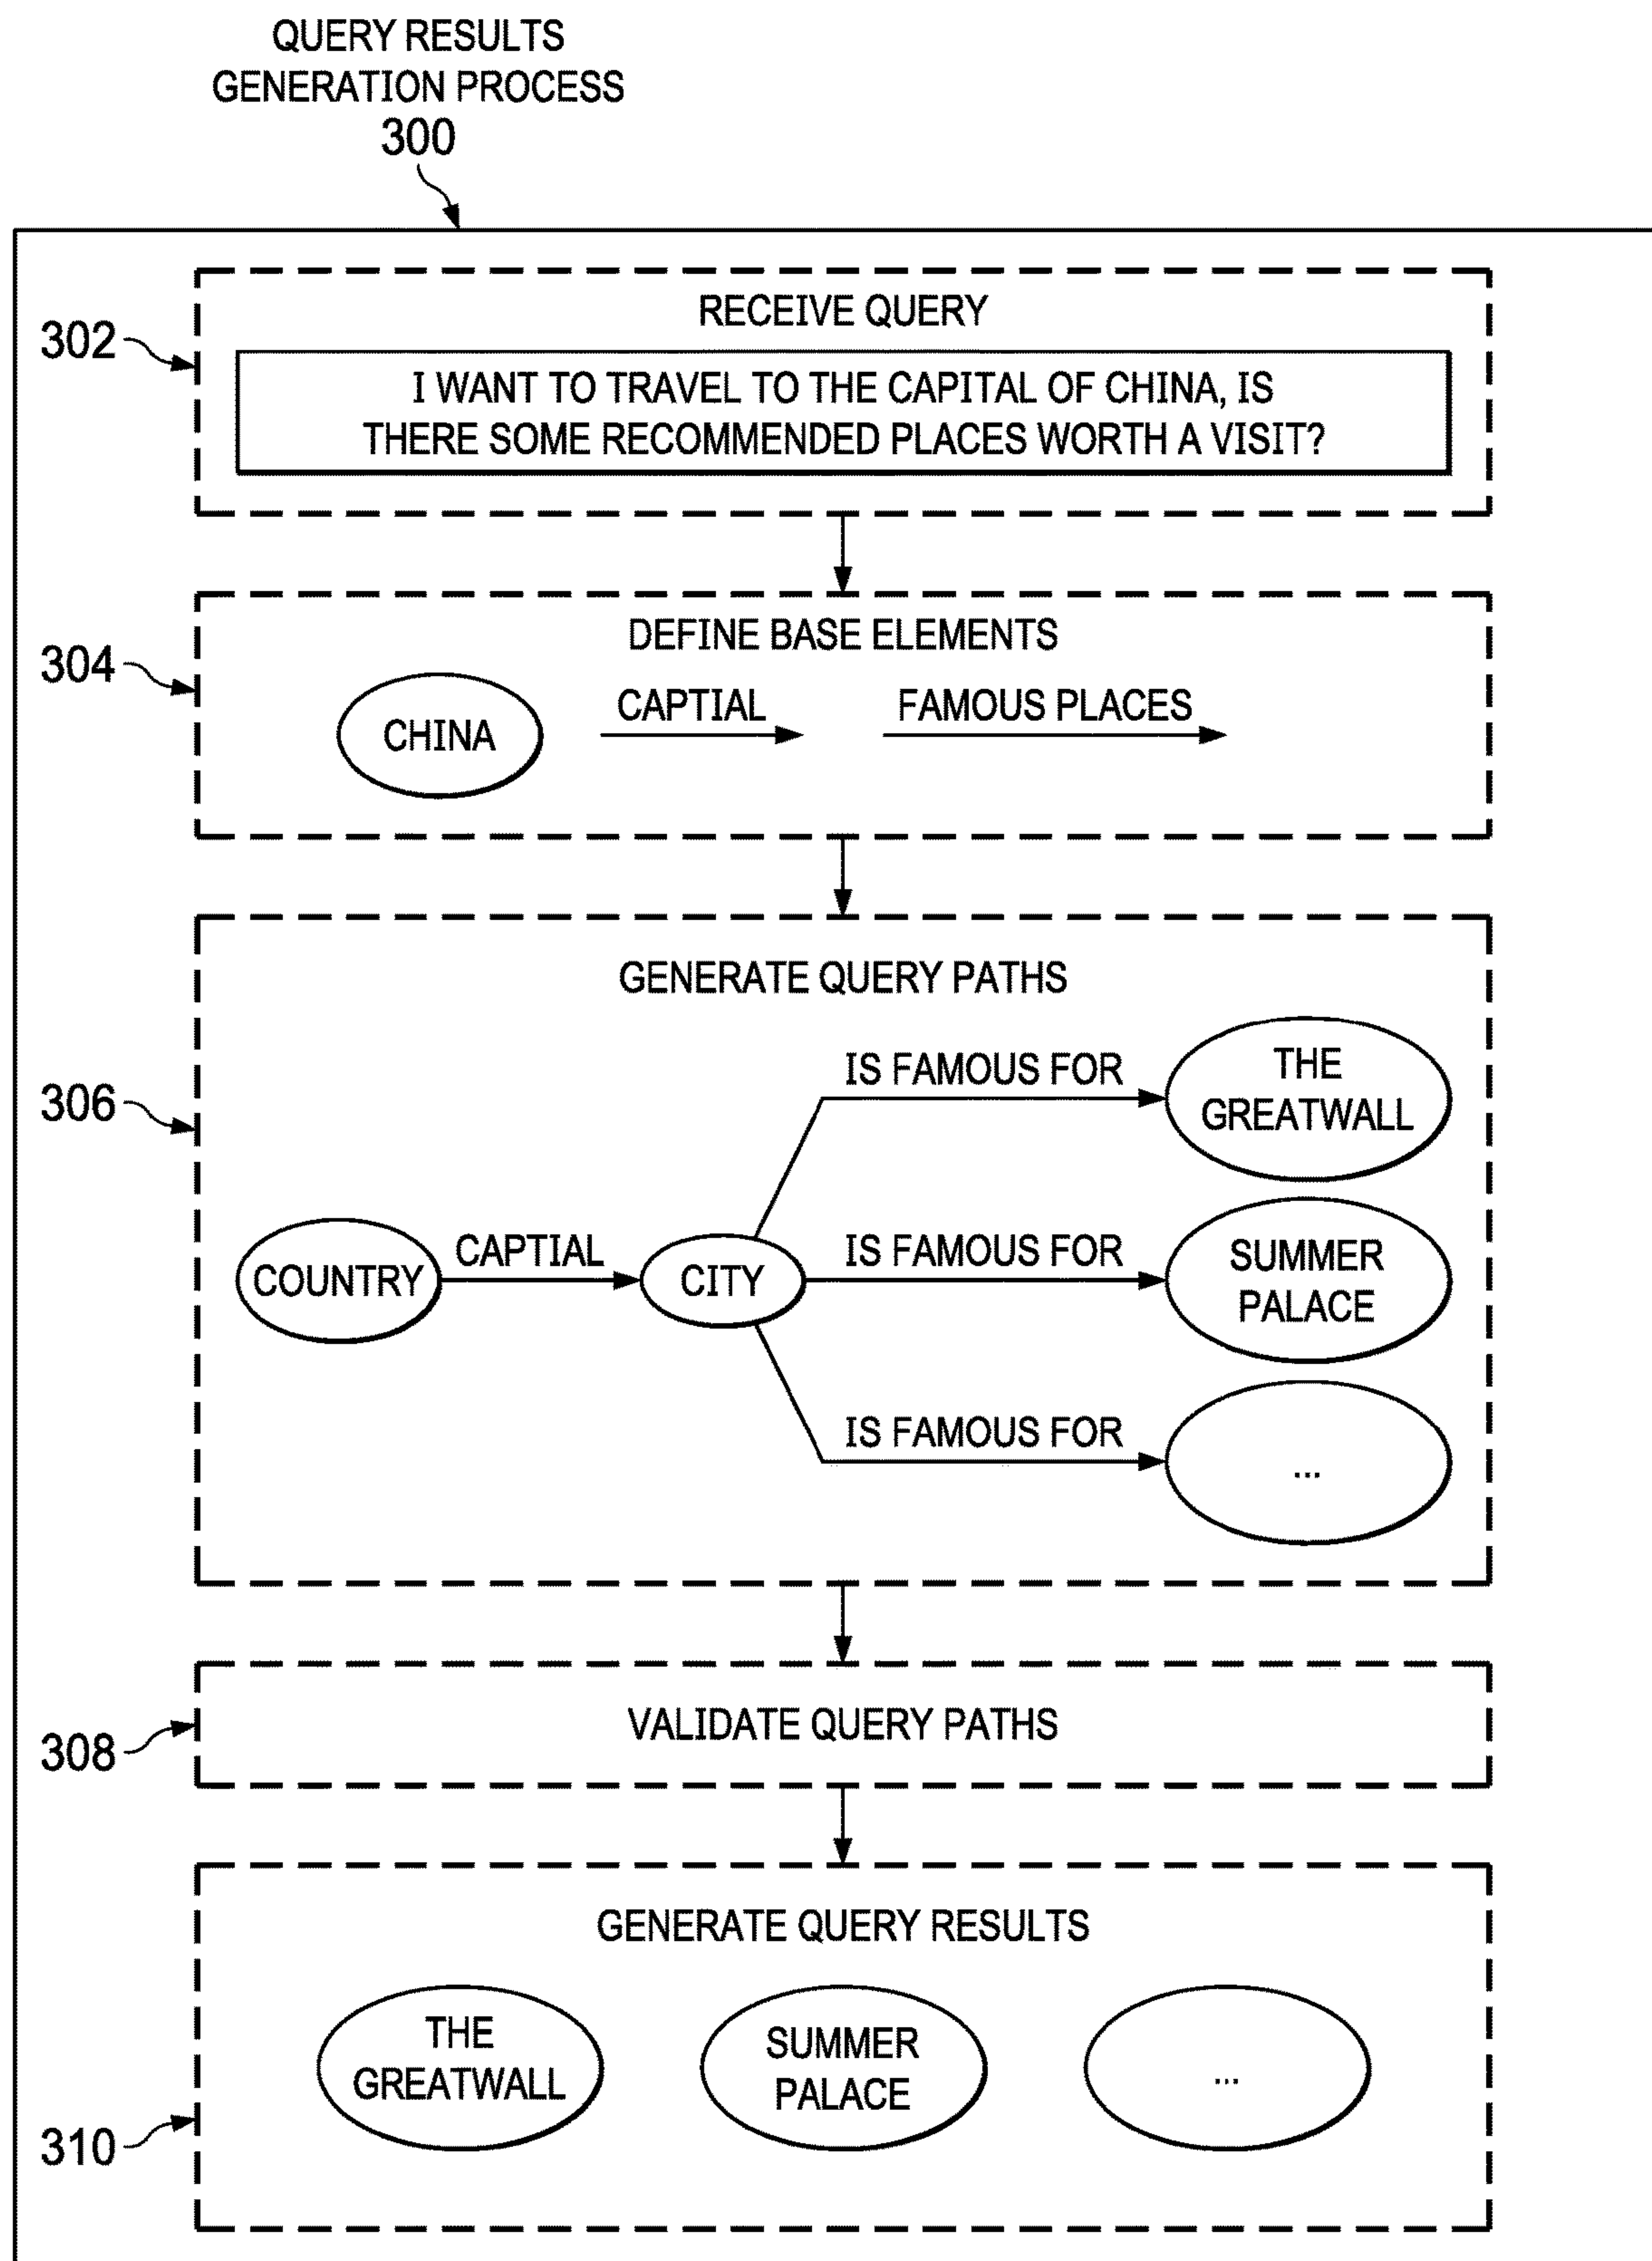 QUERY RESULTS
GENERATION PROCESS
300
302
RECEIVE QUERY
I WANT TO TRAVEL TO THE CAPITAL OF CHINA, IS
THERE SOME RECOMMENDED PLACES WORTH A VISIT?
304
DEFINE BASE ELEMENTS
CHINA
CAPTIAL
FAMOUS PLACES
306
GENERATE QUERY PATHS
IS FAMOUS FOR
THE
GREATWALL
COUNTRY
CAPTIAL
CITY
IS FAMOUS FOR
SUMMER
PALACE
IS FAMOUS FOR
...
308
VALIDATE QUERY PATHS
310
GENERATE QUERY RESULTS
THE
GREATWALL
SUMMER
PALACE
...